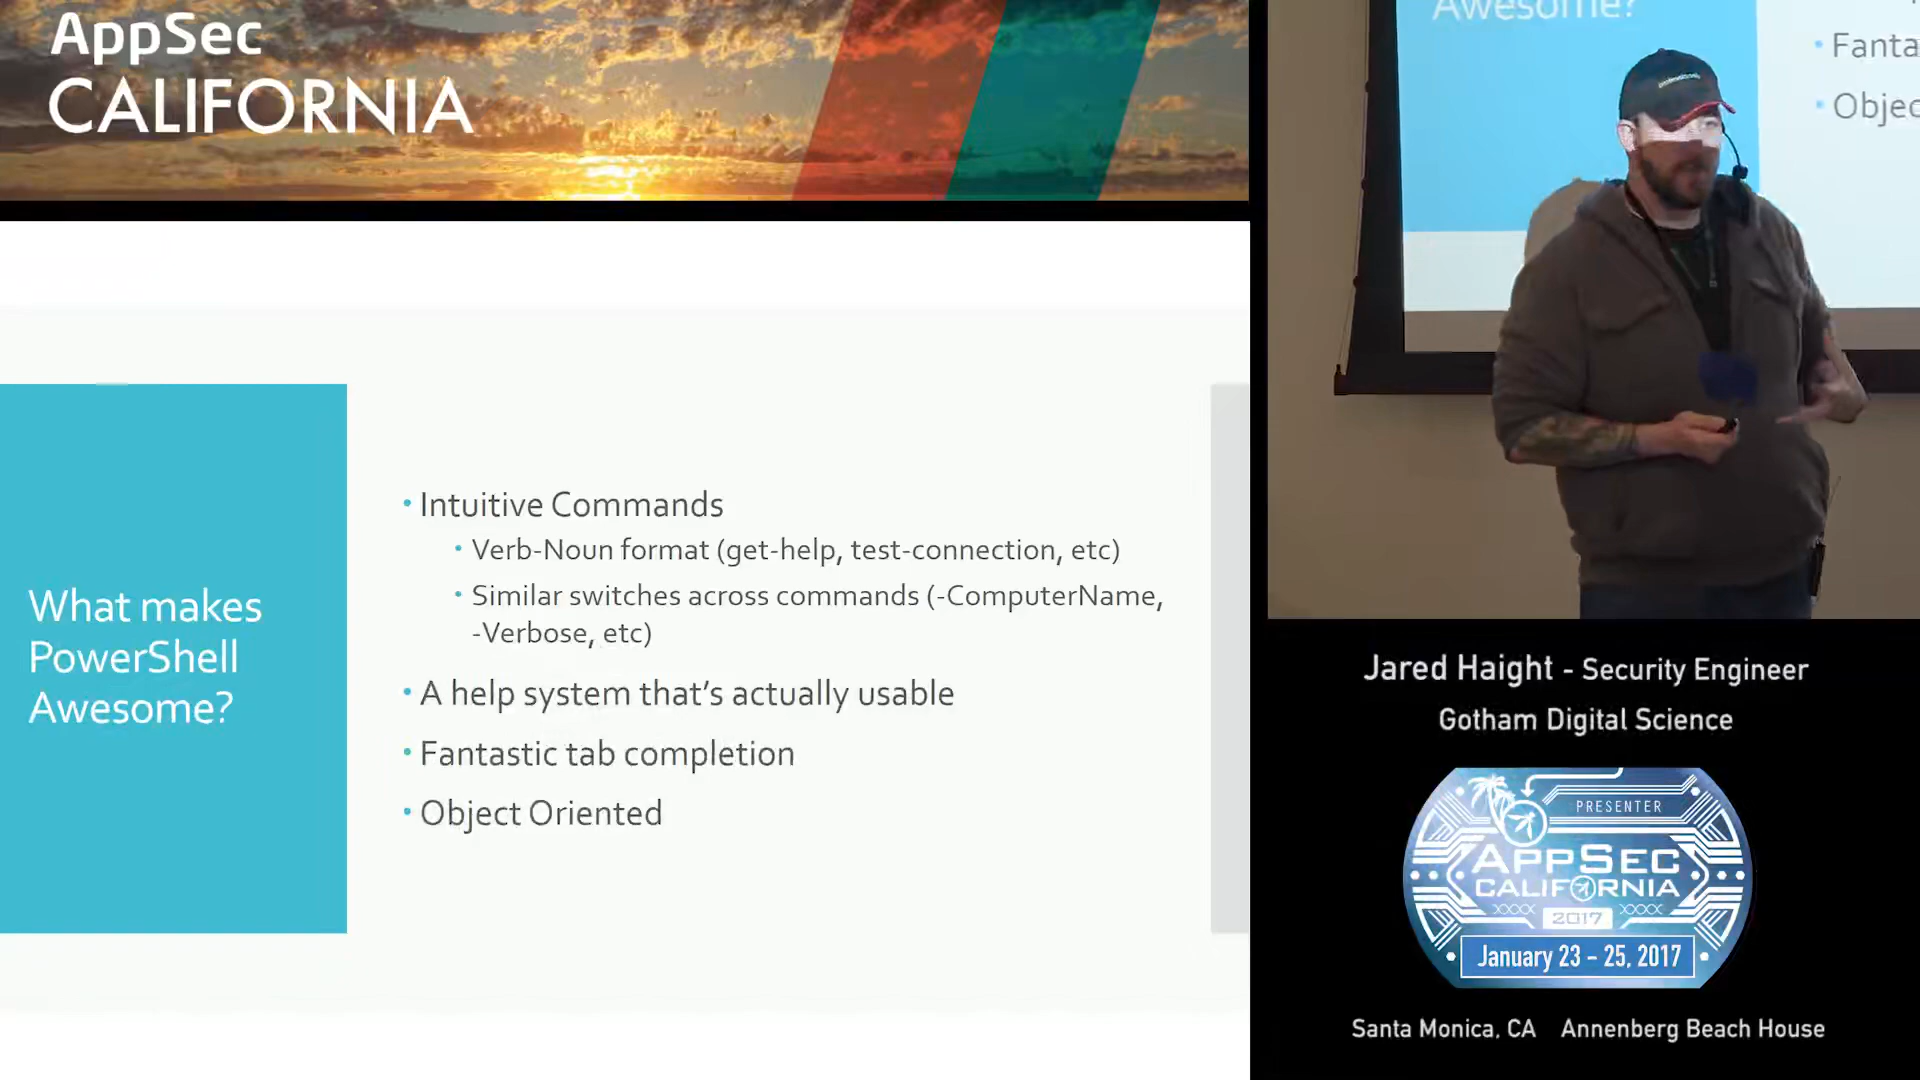 AppSec
CALIFORNIA
What makes
PowerShell
Awesome?
• Intuitive Commands
• Verb-Noun format (get-help, test-connection, etc)
• Similar switches across commands (-ComputerName,
-Verbose, etc)
• A help system that's actually usable
• Fantastic tab completion
• Object Oriented
Awesome?
• Fanta
• Objec
Jared Haight - Security Engineer
Gotham Digital Science
PRESENTER
APPSEC
CALIFORNIA
2017
January 23 - 25, 2017
Santa Monica, CA Annenberg Beach House